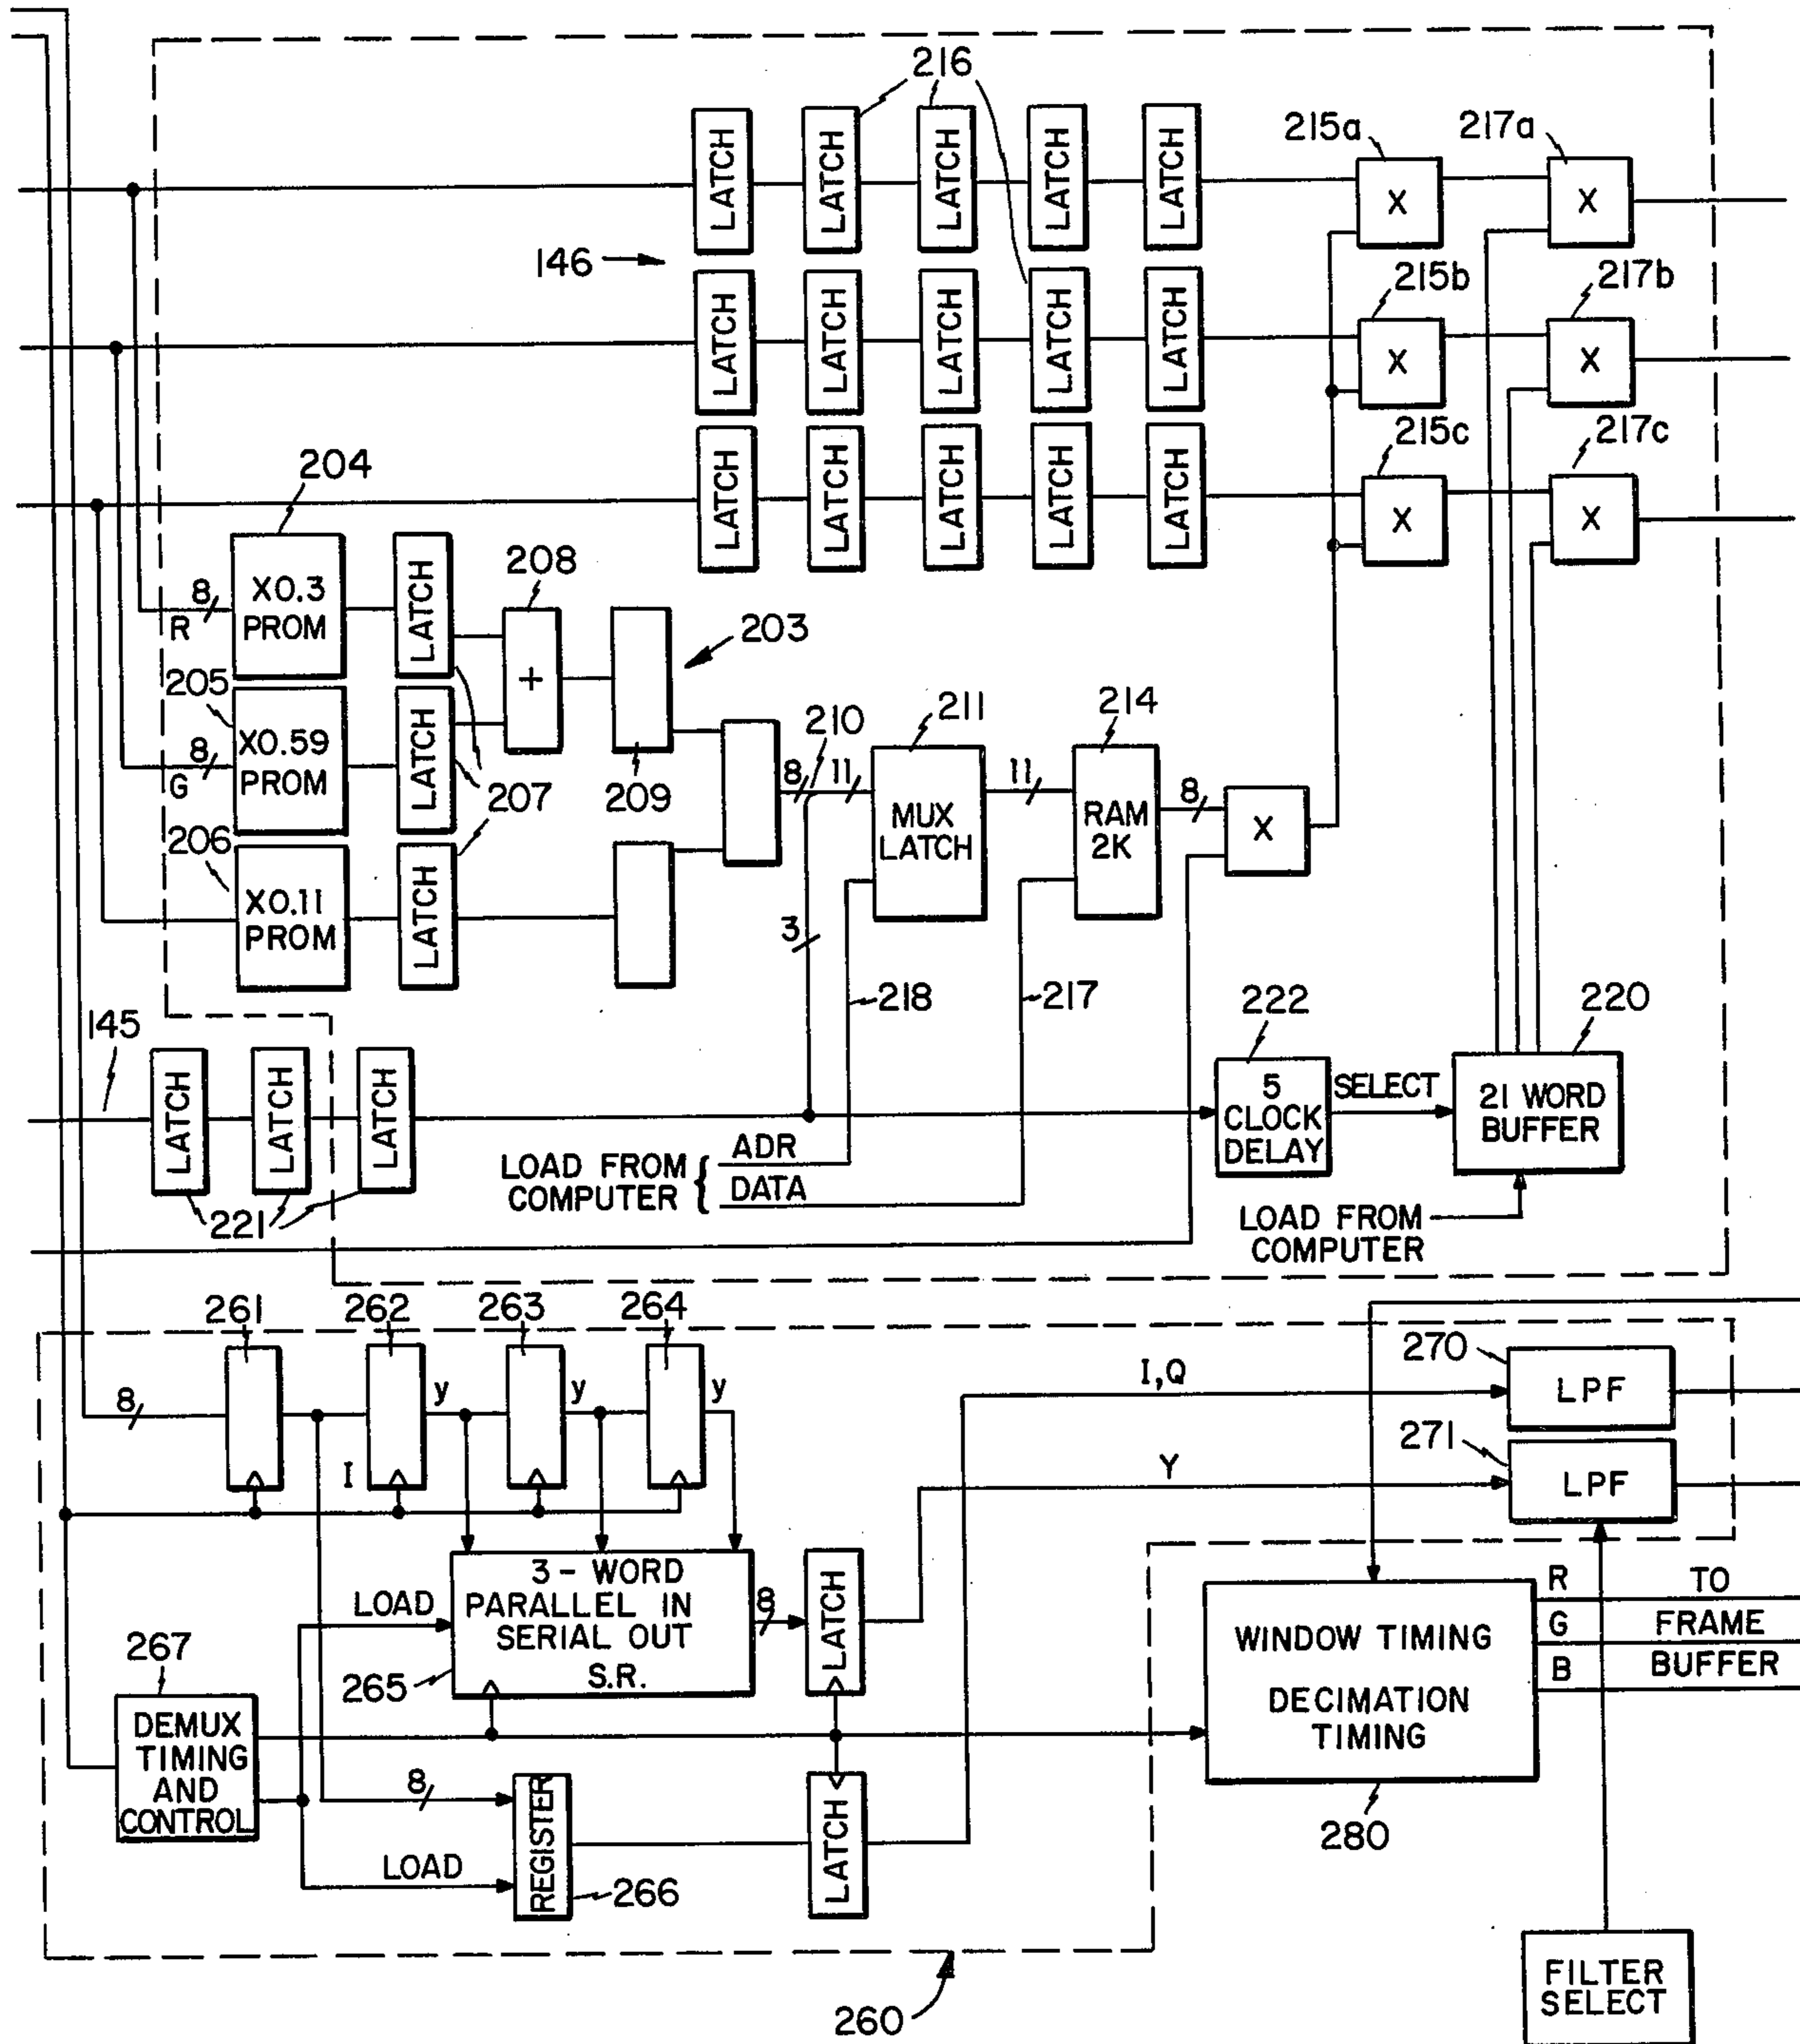 216
LATCH
LATCH
LATCH
LATCH
LATCH
215a
217a
X
X
146
LATCH
LATCH
LATCH
LATCH
LATCH
215b
217b
X
X
LATCH
LATCH
LATCH
LATCH
LATCH
215c
217c
X
X
204
8
R
X0.3
PROM
LATCH
208
+
203
205
8
G
X0.59
PROM
LATCH
207
209
210
8
11
211
MUX
LATCH
11
214
RAM
2K
8
X
206
X0.11
PROM
LATCH
3
218
217
145
LATCH
LATCH
LATCH
221
222
5
CLOCK
DELAY
SELECT
220
21 WORD
BUFFER
LOAD FROM
COMPUTER
{
ADR
DATA
LOAD FROM
COMPUTER
261
262
263
264
8
I
y
y
y
I,Q
270
LPF
Y
271
LPF
3-WORD
PARALLEL IN
SERIAL OUT
S.R.
LOAD
265
8
LATCH
267
DEMUX
TIMING
AND
CONTROL
8
LOAD
REGISTER
266
LATCH
WINDOW TIMING
DECIMATION
TIMING
280
R
G
B
TO
FRAME
BUFFER
260
FILTER
SELECT